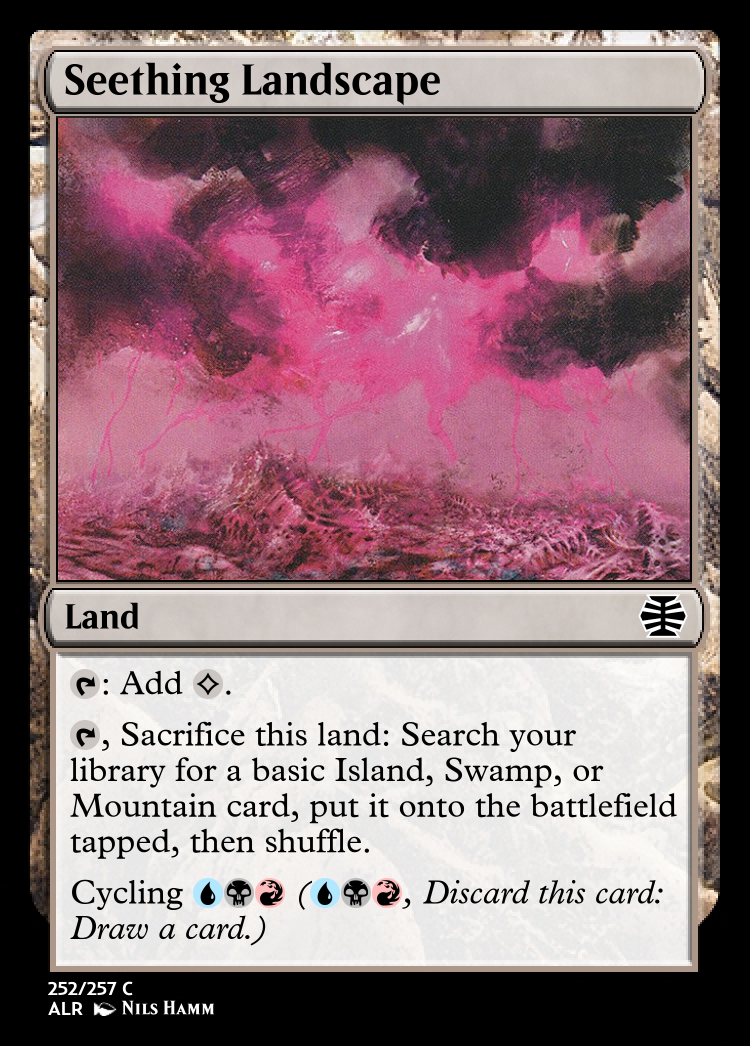 Seething Landscape
Land
: Add .
, Sacrifice this land: Search your
library for a basic Island, Swamp, or
Mountain card, put it onto the battlefield
tapped, then shuffle.
Cycling (, Discard this card:
Draw a card.)
252/257 C
ALR Nils Hamm